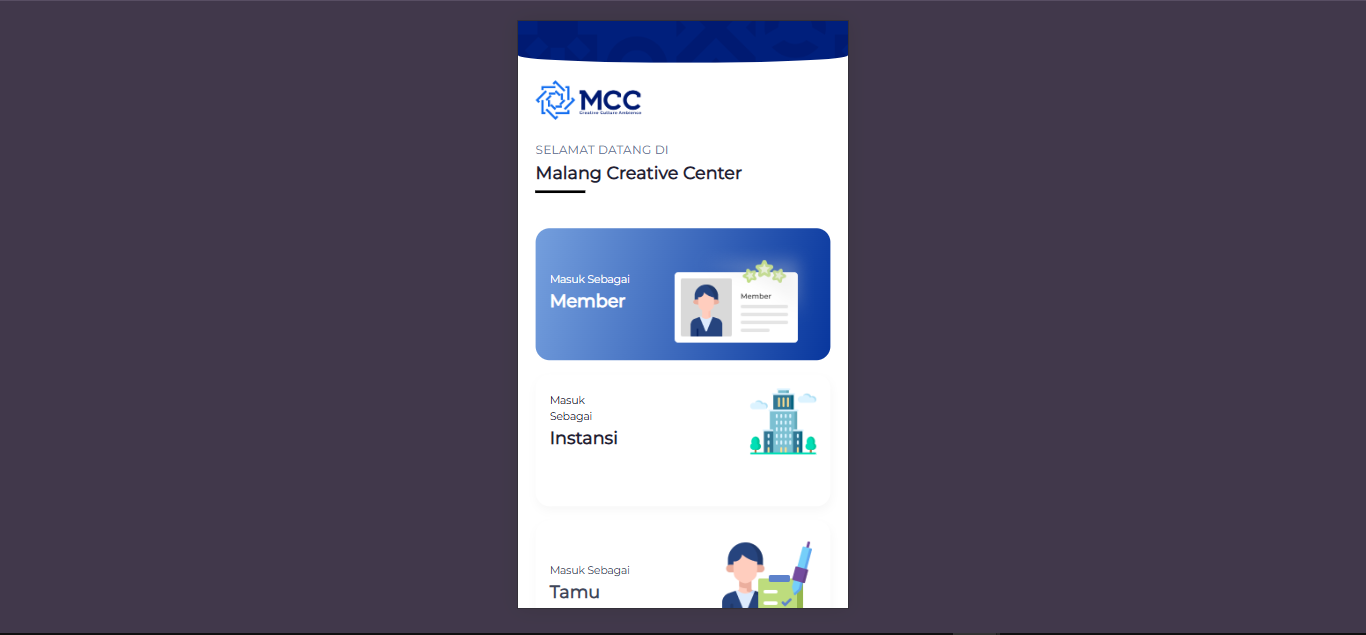 MCC
Creative Culture Ambience
SELAMAT DATANG DI
Malang Creative Center
Masuk Sebagai
Member
Member
Masuk
Sebagai
Instansi
Masuk Sebagai
Tamu